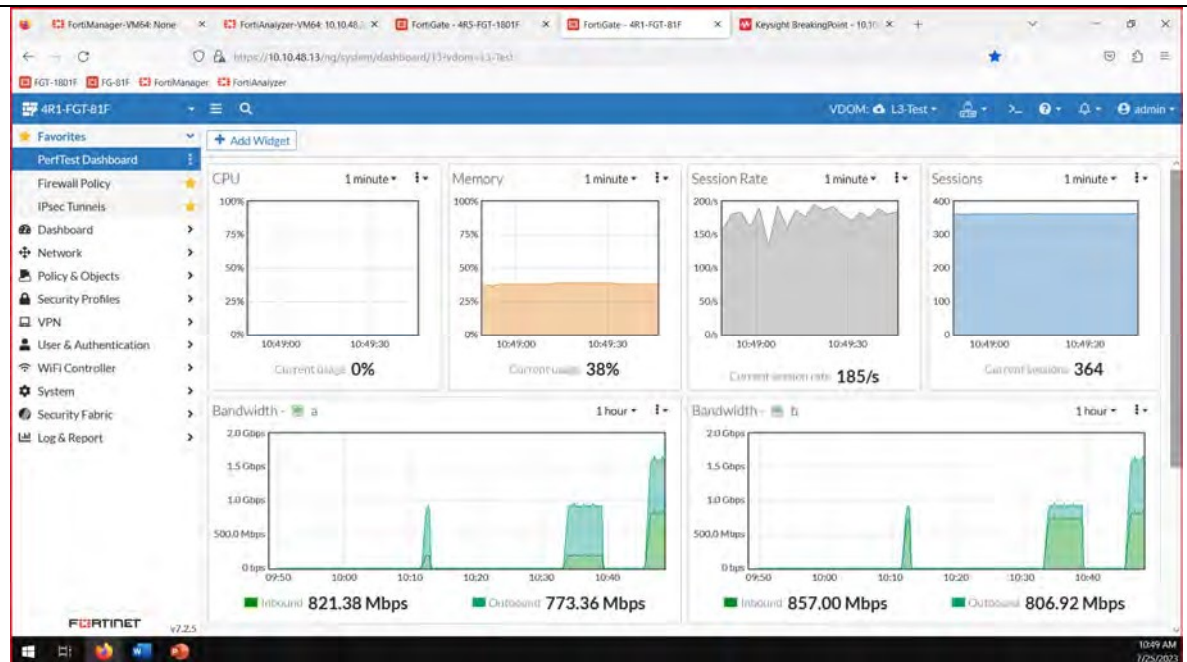 FortiManager-VM64: None
FortiAnalyzer-VM64: 10.10.48.
FortiGate - 4R5-FGT-1801F
FortiGate - 4R1-FGT-81F
Keysight BreakingPoint - 10.10
https://10.10.48.13/ng/system/dashboard/13?vdom=L3-Test
FGT-1801F FG-81F FortiManager FortiAnalyzer
4R1-FGT-81F
VDOM: L3-Test
admin
Favorites
PerfTest Dashboard
Firewall Policy
IPsec Tunnels
Dashboard
Network
Policy & Objects
Security Profiles
VPN
User & Authentication
WiFi Controller
System
Security Fabric
Log & Report
FORTINET
v7.2.5
+ Add Widget
CPU 1 minute
100%
75%
50%
25%
0%
10:49:00 10:49:30
Current usage 0%
Memory 1 minute
100%
75%
50%
25%
0%
10:49:00 10:49:30
Current usage 38%
Session Rate 1 minute
200/s
150/s
100/s
50/s
0/s
10:49:00 10:49:30
Current session rate 185/s
Sessions 1 minute
400
300
200
100
0
10:49:00 10:49:30
Current sessions 364
Bandwidth - a 1 hour
2.0 Gbps
1.5 Gbps
1.0 Gbps
500.0 Mbps
0 bps
09:50 10:00 10:10 10:20 10:30 10:40
Inbound 821.38 Mbps Outbound 773.36 Mbps
Bandwidth - b 1 hour
2.0 Gbps
1.5 Gbps
1.0 Gbps
500.0 Mbps
0 bps
09:50 10:00 10:10 10:20 10:30 10:40
Inbound 857.00 Mbps Outbound 806.92 Mbps
10:49 AM
7/25/2023